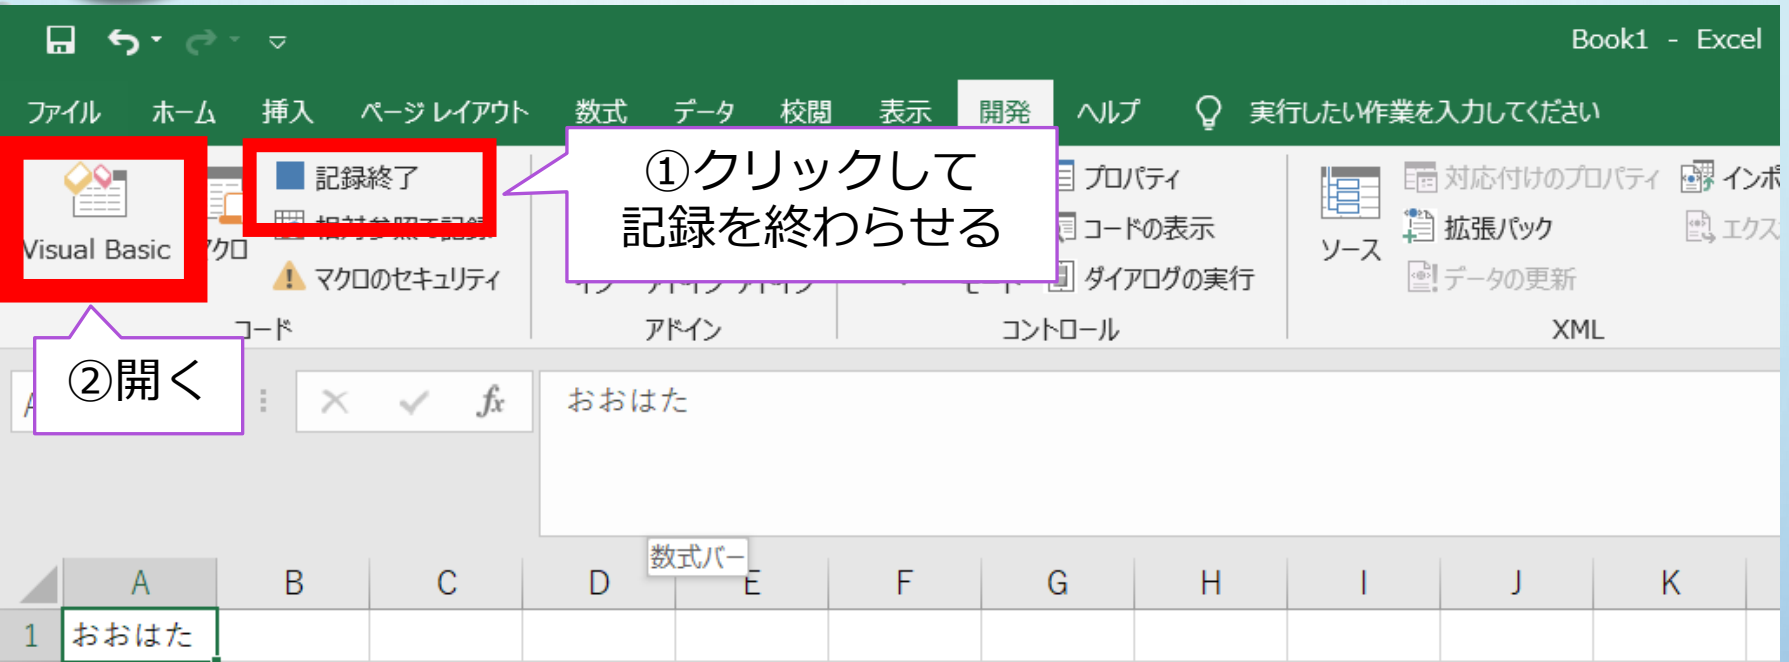 Book1 - Excel
ファイル ホーム 挿入 ページ レイアウト 数式 データ 校閲 表示 開発 ヘルプ 実行したい作業を入力してください
Visual Basic
記録終了
マクロのセキュリティ
コード
①クリックして
記録を終わらせる
アドイン
プロパティ
コードの表示
ダイアログの実行
コントロール
ソース
対応付けのプロパティ
拡張パック
データの更新
XML
②開く
fx おおはた
数式バー
A B C D E F G H I J K
1 おおはた